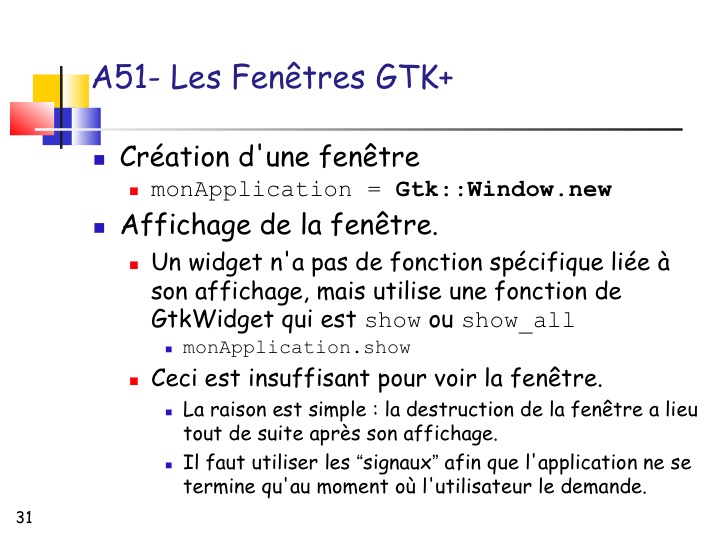 A51- Les Fenêtres GTK+
Création d'une fenêtre
monApplication = Gtk::Window.new
Affichage de la fenêtre.
Un widget n'a pas de fonction spécifique liée à
son affichage, mais utilise une fonction de
GtkWidget qui est show ou show_all
monApplication.show
Ceci est insuffisant pour voir la fenêtre.
La raison est simple : la destruction de la fenêtre a lieu
tout de suite après son affichage.
Il faut utiliser les “signaux” afin que l'application ne se
termine qu'au moment où l'utilisateur le demande.
31